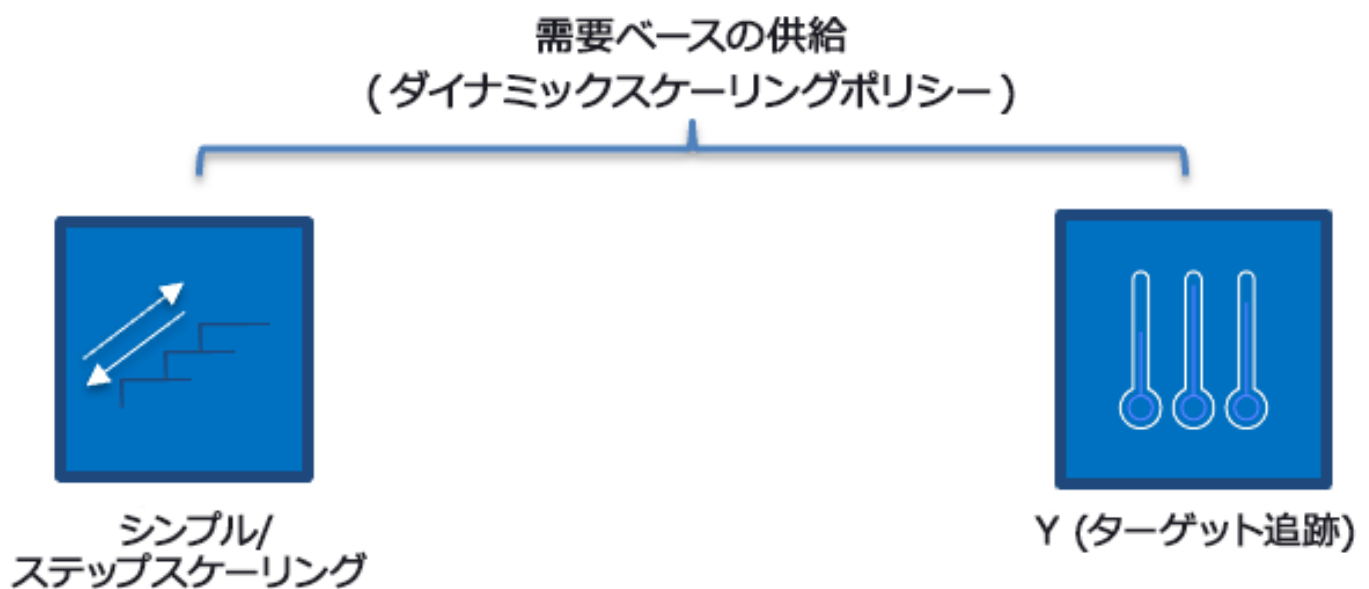 需要ベースの供給
(ダイナミックスケーリングポリシー)
シンプル/
ステップスケーリング
Y (ターゲット追跡)